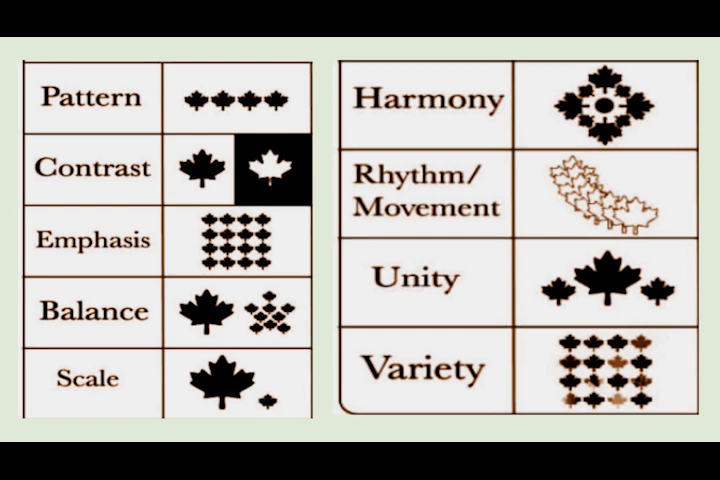 Pattern
Contrast
Emphasis
Balance
Scale
Harmony
Rhythm/
Movement
Unity
Variety